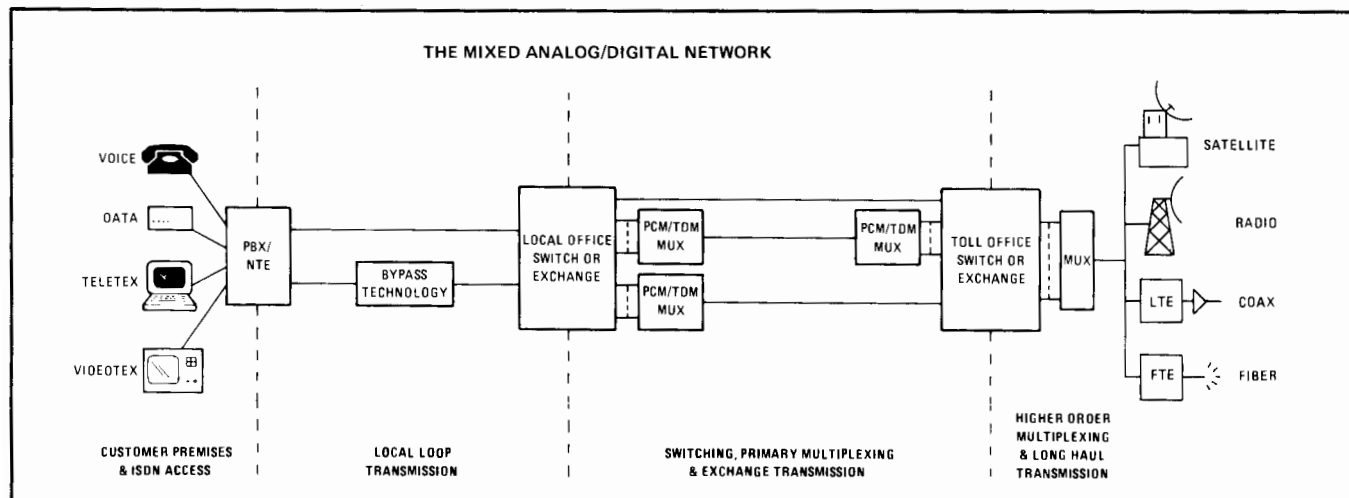 THE MIXED ANALOG/DIGITAL NETWORK
VOICE
OATA
TELETEX
VIDEOTEX
PBX/
NTE
BYPASS
TECHNOLOGY
LOCAL OFFICE
SWITCH OR
EXCHANGE
PCM/TDM
MUX
PCM/TDM
MUX
PCM/TDM
MUX
TOLL OFFICE
SWITCH OR
EXCHANGE
MUX
LTE
FTE
SATELLITE
RADIO
COAX
FIBER
CUSTOMER PREMISES
& ISDN ACCESS
LOCAL LOOP
TRANSMISSION
SWITCHING, PRIMARY MULTIPLEXING
& EXCHANGE TRANSMISSION
HIGHER ORDER
MULTIPLEXING
& LONG HAUL
TRANSMISSION